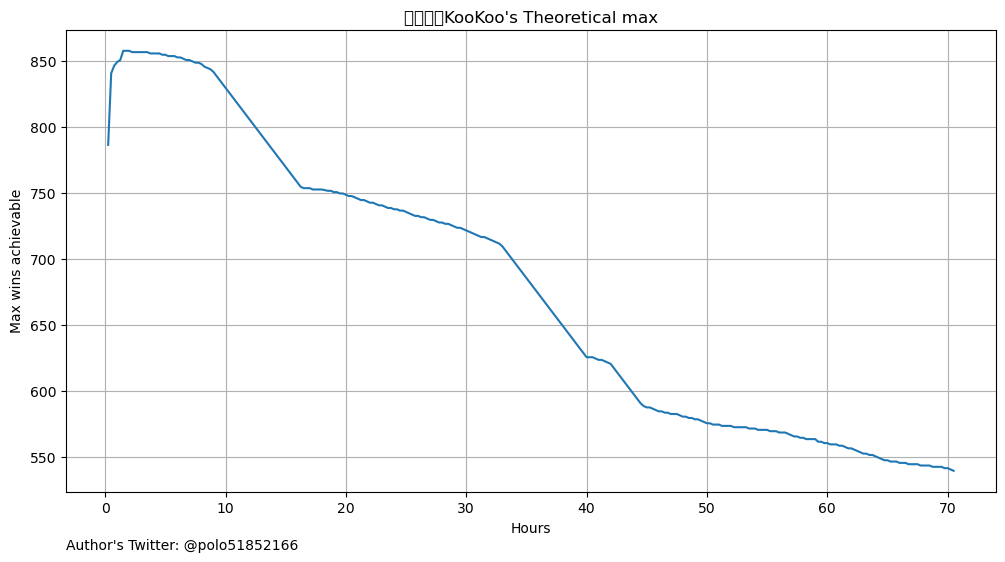 KooKoo's Theoretical max
Max wins achievable
850
800
750
700
650
600
550
0 10 20 30 40 50 60 70
Hours
Author's Twitter: @polo51852166